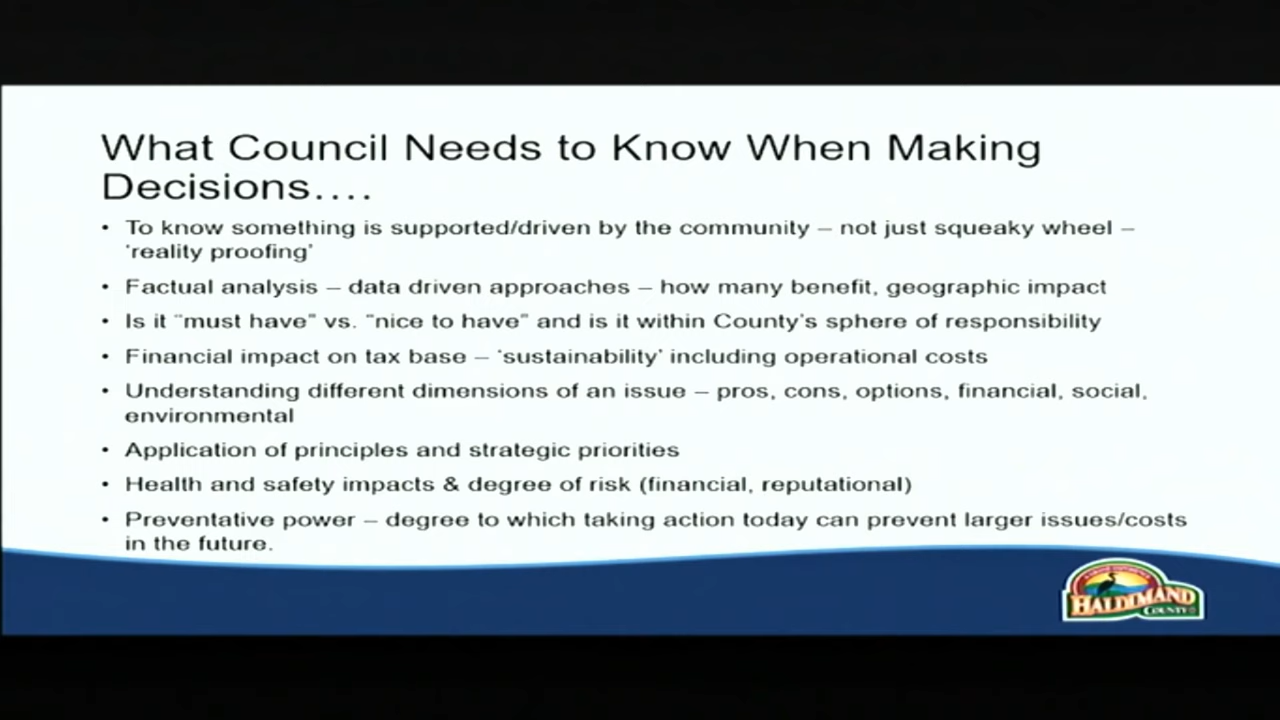 What Council Needs to Know When Making
Decisions....
• To know something is supported/driven by the community – not just squeaky wheel –
‘reality proofing’
• Factual analysis – data driven approaches – how many benefit, geographic impact
• Is it “must have” vs. “nice to have” and is it within County’s sphere of responsibility
• Financial impact on tax base – ‘sustainability’ including operational costs
• Understanding different dimensions of an issue – pros, cons, options, financial, social,
environmental
• Application of principles and strategic priorities
• Health and safety impacts & degree of risk (financial, reputational)
• Preventative power – degree to which taking action today can prevent larger issues/costs
in the future.
HALDIMAND
COUNTY